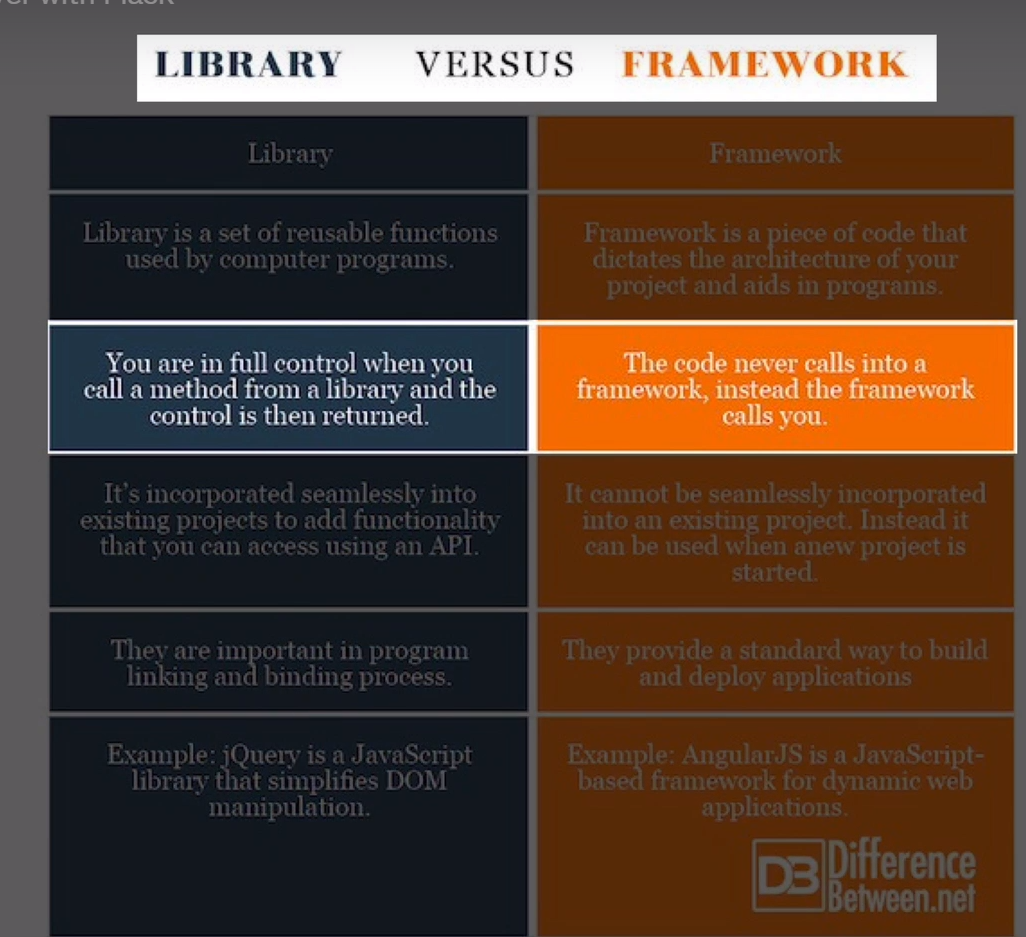 LIBRARY VERSUS FRAMEWORK
Library
Framework
Library is a set of reusable functions
used by computer programs.
Framework is a piece of code that
dictates the architecture of your
project and aids in programs.
You are in full control when you
call a method from a library and the
control is then returned.
The code never calls into a
framework, instead the framework
calls you.
It's incorporated seamlessly into
existing projects to add functionality
that you can access using an API.
It cannot be seamlessly incorporated
into an existing project. Instead it
can be used when anew project is
started.
They are important in program
linking and binding process.
They provide a standard way to build
and deploy applications
Example: jQuery is a JavaScript
library that simplifies DOM
manipulation.
Example: AngularJS is a JavaScript-
based framework for dynamic web
applications.
DB Difference
Between.net